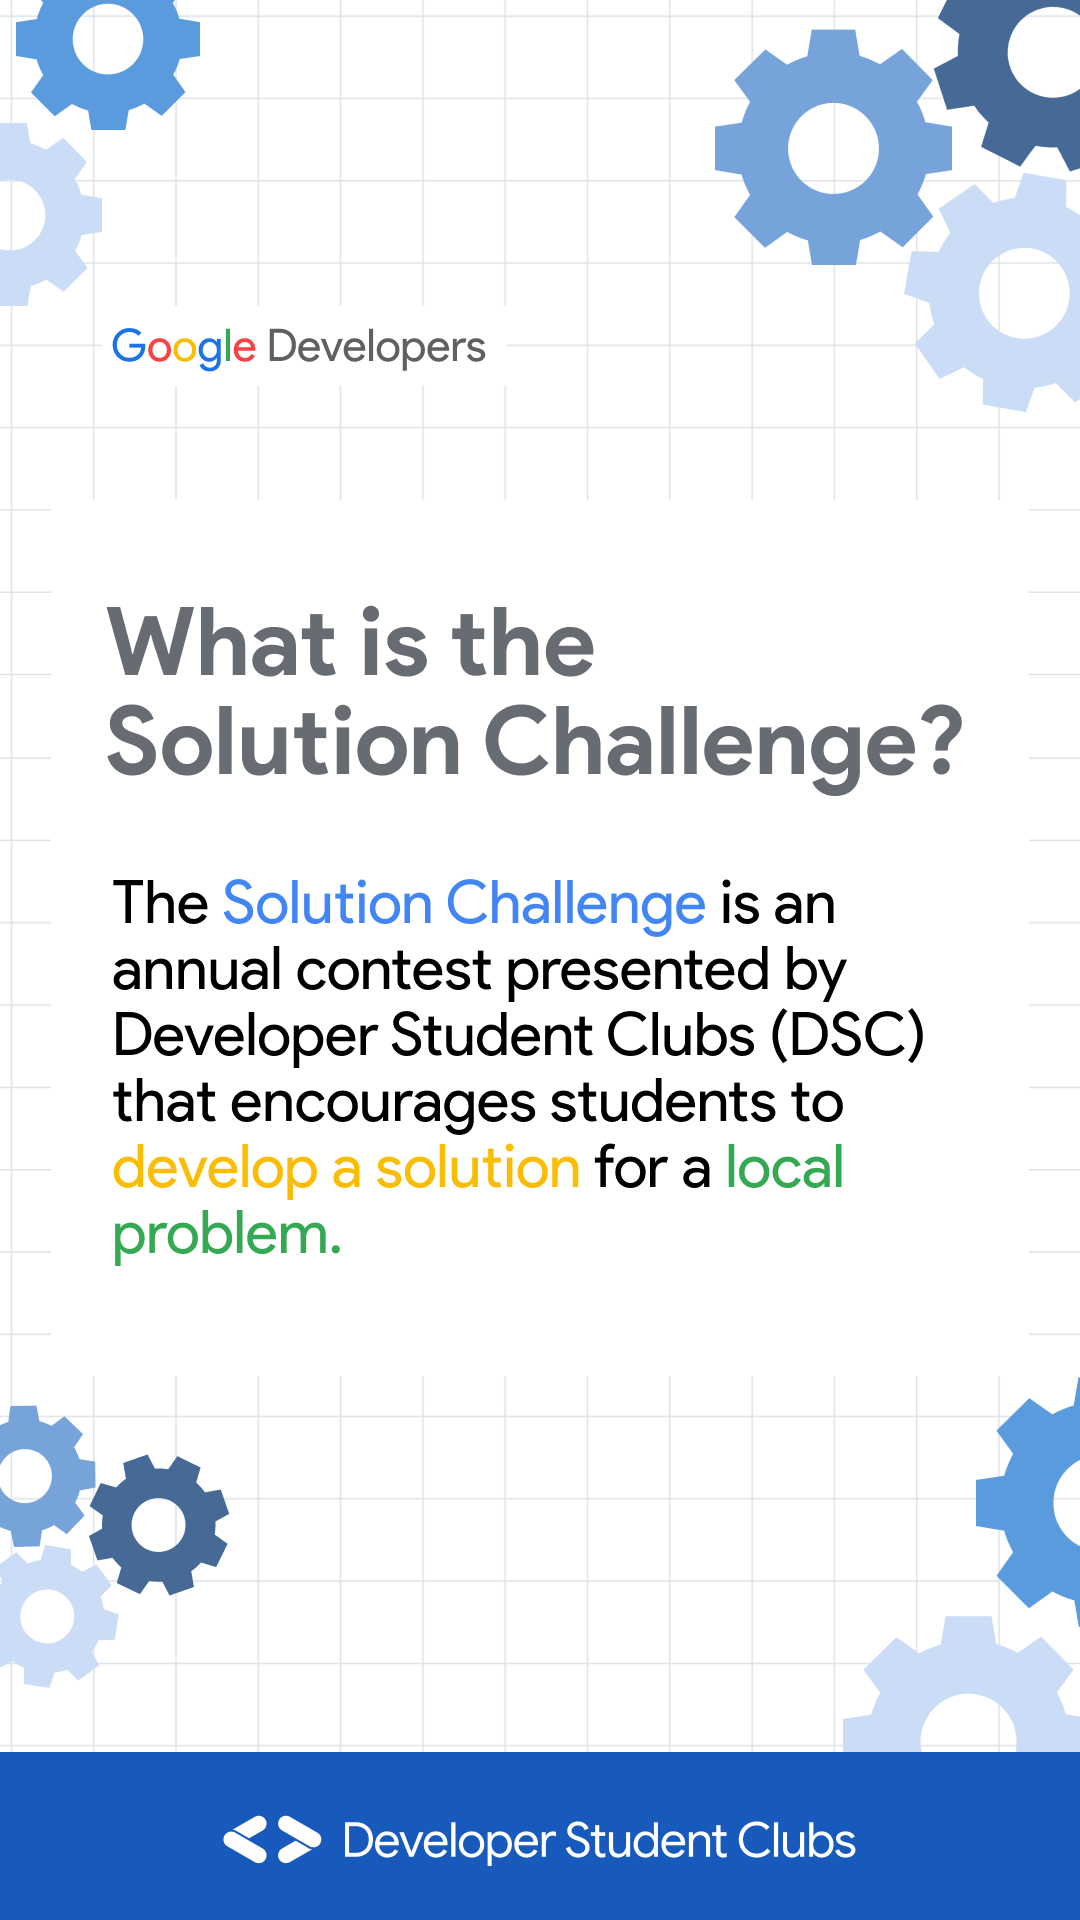 Google Developers
What is the
Solution Challenge?
The Solution Challenge is an
annual contest presented by
Developer Student Clubs (DSC)
that encourages students to
develop a solution for a local
problem.
Developer Student Clubs